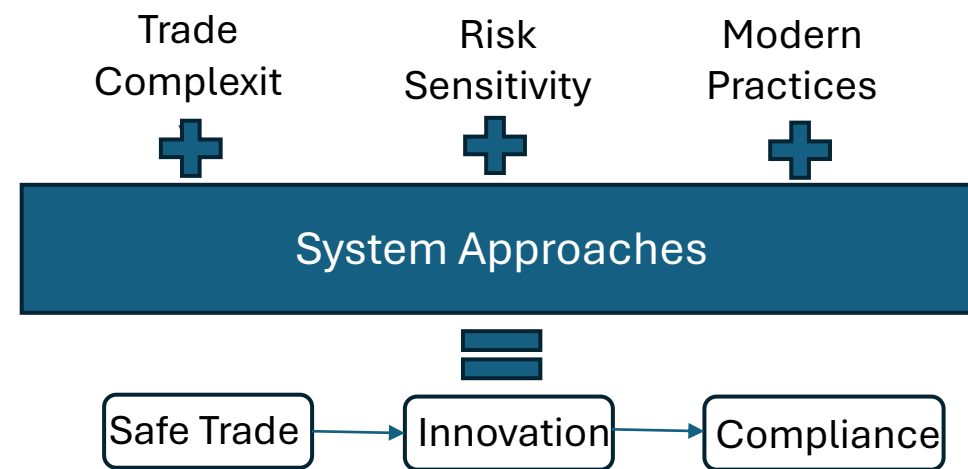 Trade
Complexit
Risk
Sensitivity
Modern
Practices
System Approaches
Safe Trade
Innovation
Compliance